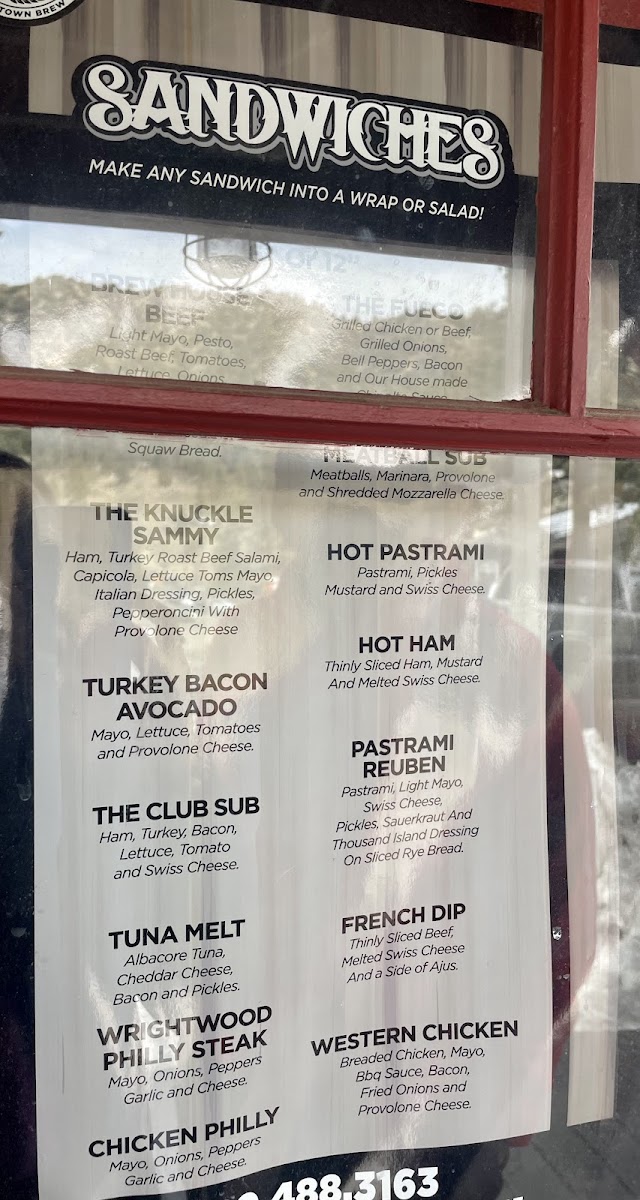 TOWN BREW
SANDWICHES
MAKE ANY SANDWICH INTO A WRAP OR SALAD!
Or 12"
BREW HOUSE
BEEF
Light Mayo, Pesto,
Roast Beef, Tomatoes,
Lettuce, Onions
Squaw Bread.
THE KNUCKLE
SAMMY
Ham, Turkey Roast Beef Salami,
Capicola, Lettuce Toms Mayo
Italian Dressing, Pickles,
Pepperoncini With
Provolone Cheese
TURKEY BACON
AVOCADO
Mayo, Lettuce, Tomatoes
and Provolone Cheese.
THE CLUB SUB
Ham, Turkey, Bacon,
Lettuce, Tomato
and Swiss Cheese.
TUNA MELT
Albacore Tuna,
Cheddar Cheese,
Bacon and Pickles.
WRIGHTWOOD
PHILLY STEAK
Mayo, Onions, Peppers
Garlic and Cheese.
CHICKEN PHILLY
Mayo, Onions, Peppers
Garlic and Cheese.
THE FUEGO
Grilled Chicken or Beef,
Grilled Onions,
Bell Peppers, Bacon
and Our House made
MEATBALL SUB
Meatballs, Marinara, Provolone
and Shredded Mozzarella Cheese.
HOT PASTRAMI
Pastrami, Pickles
Mustard and Swiss Cheese.
HOT HAM
Thinly Sliced Ham, Mustard
And Melted Swiss Cheese.
PASTRAMI
REUBEN
Pastrami, Light Mayo,
Swiss Cheese,
Pickles, Sauerkraut And
Thousand Island Dressing
On Sliced Rye Bread.
FRENCH DIP
Thinly Sliced Beef,
Melted Swiss Cheese
And a Side of Ajus.
WESTERN CHICKEN
Breaded Chicken, Mayo,
Bbq Sauce, Bacon,
Fried Onions and
Provolone Cheese.
488.3163